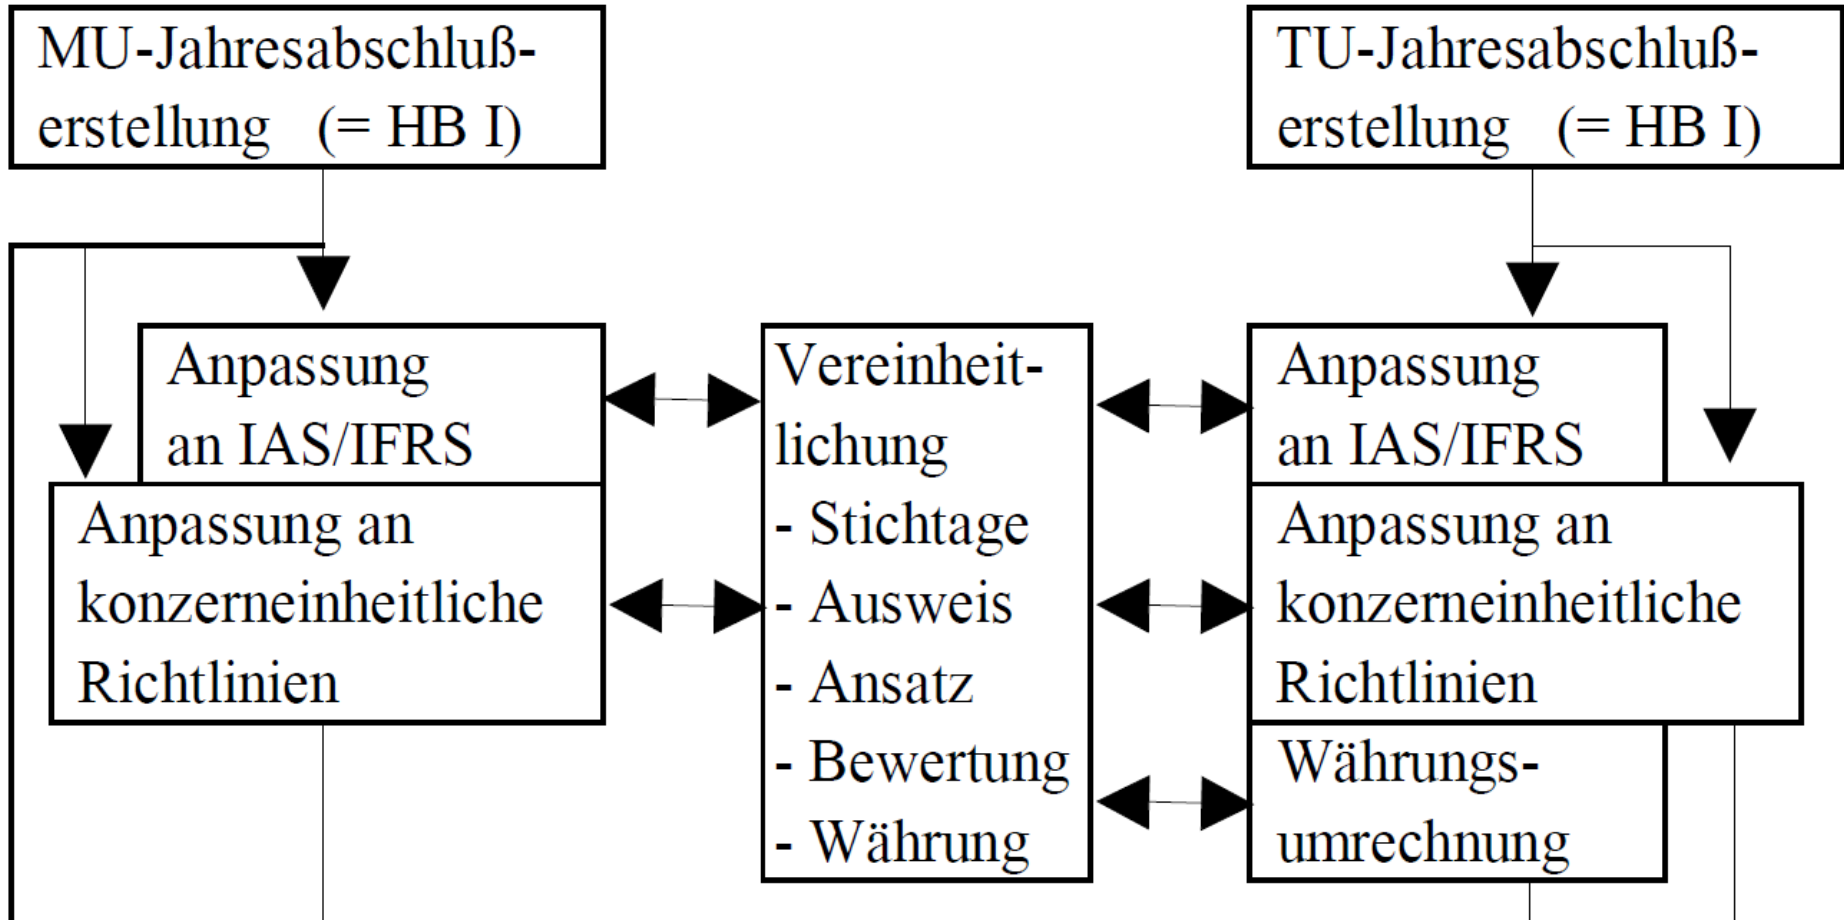 MU-Jahresabschluß-
erstellung (= HB I)
TU-Jahresabschluß-
erstellung (= HB I)
Anpassung
an IAS/IFRS
Anpassung an
konzerneinheitliche
Richtlinien
Vereinheit-
lichung
- Stichtage
- Ausweis
- Ansatz
- Bewertung
- Währung
Anpassung
an IAS/IFRS
Anpassung an
konzerneinheitliche
Richtlinien
Währungs-
umrechnung